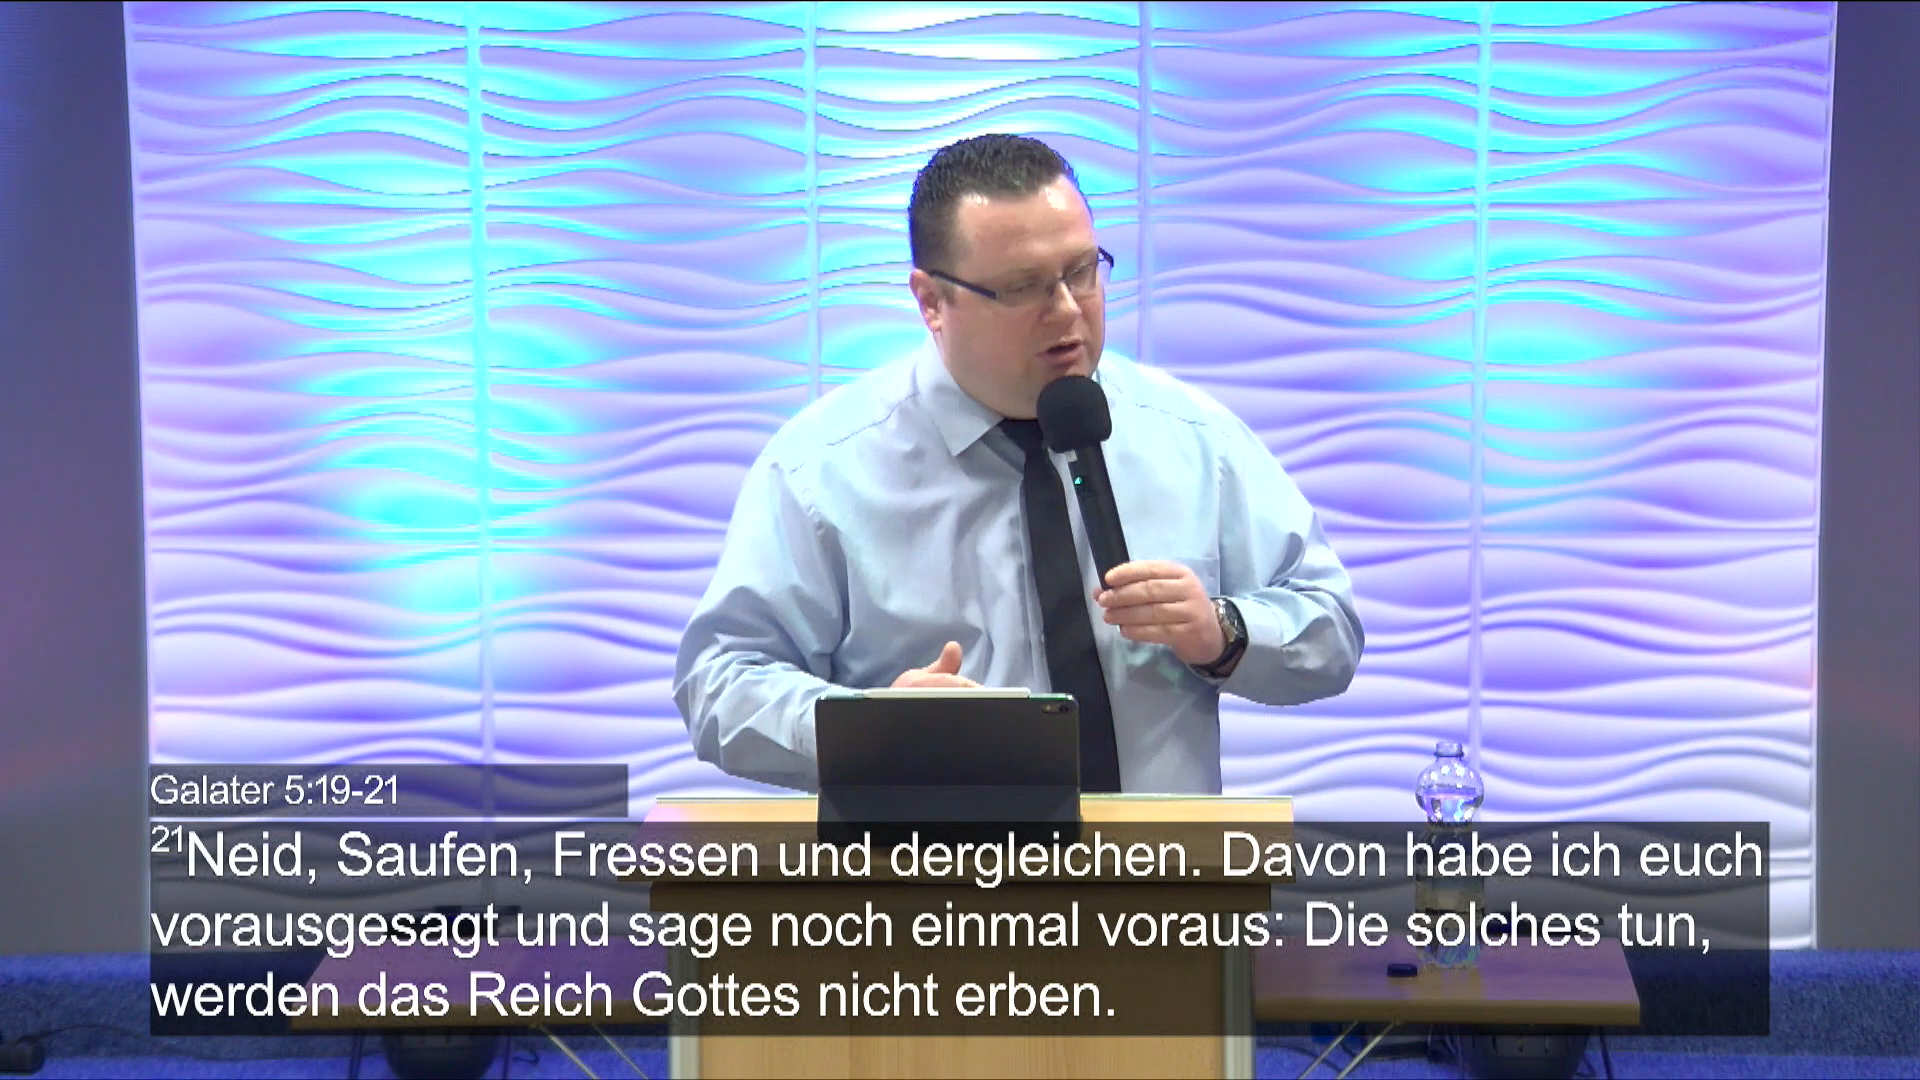 Galater 5:19-21
21Neid, Saufen, Fressen und dergleichen. Davon habe ich euch
vorausgesagt und sage noch einmal voraus: Die solches tun,
werden das Reich Gottes nicht erben.